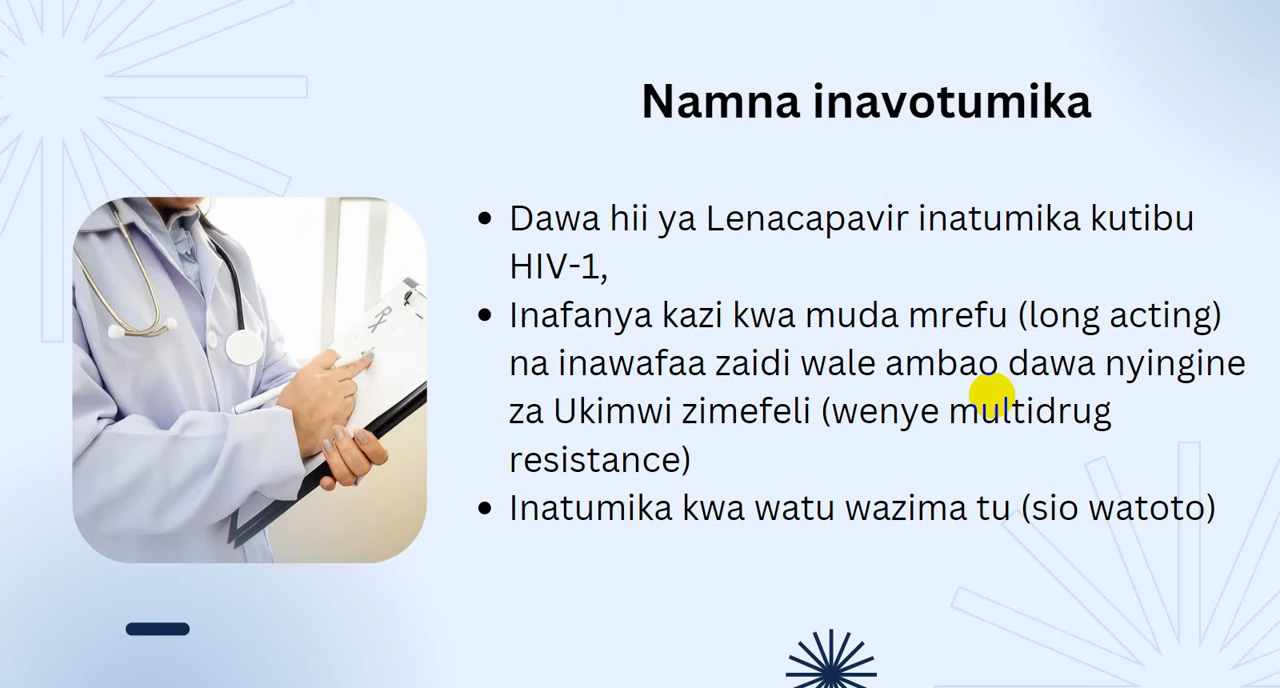 Namna inavotumika
Dawa hii ya Lenacapavir inatumika kutibu
HIV-1,
Inafanya kazi kwa muda mrefu (long acting)
na inawafaa zaidi wale ambao dawa nyingine
za Ukimwi zimefeli (wenye multidrug
resistance)
Inatumika kwa watu wazima tu (sio watoto)
RX